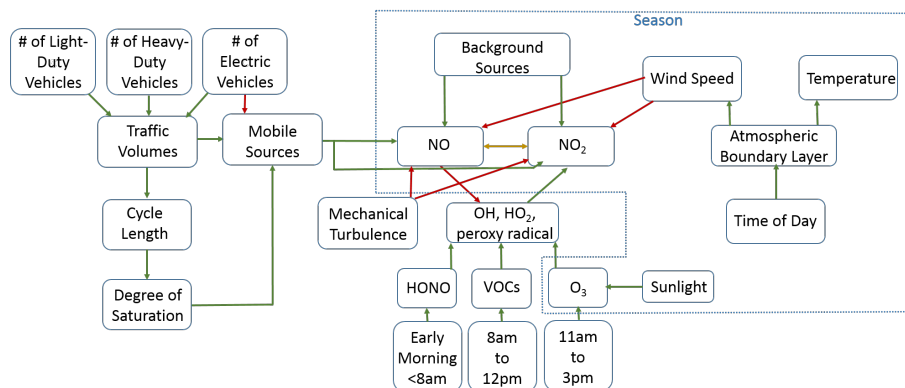 Season
# of Light-
Duty
Vehicles
# of Heavy-
Duty
Vehicles
# of
Electric
Vehicles
Background
Sources
Wind Speed
Temperature
Traffic
Volumes
Mobile
Sources
NO
NO₂
Atmospheric
Boundary Layer
Cycle
Length
Mechanical
Turbulence
OH, HO₂,
peroxy radical
Time of Day
Degree of
Saturation
HONO
VOCs
O₃
Sunlight
Early
Morning
<8am
8am
to
12pm
11am
to
3pm